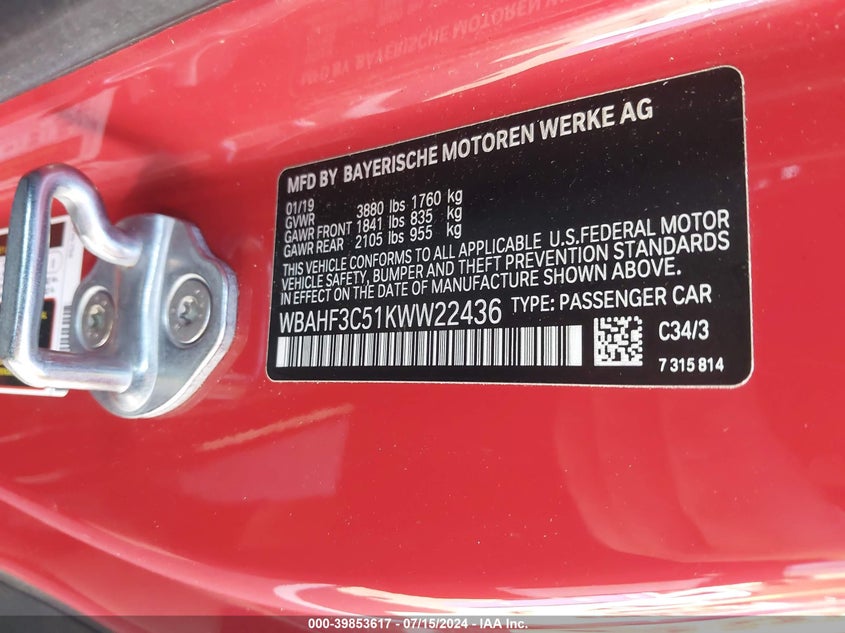 MFD BY BAYERISCHE MOTOREN WERKE AG
01/19
GVWR 3880 lbs 1760 kg
GAWR FRONT 1841 lbs 835 kg
GAWR REAR 2105 lbs 955 kg
THIS VEHICLE CONFORMS TO ALL APPLICABLE U.S.FEDERAL MOTOR
VEHICLE SAFETY, BUMPER AND THEFT PREVENTION STANDARDS
IN EFFECT ON THE DATE OF MANUFACTURE SHOWN ABOVE.
WBAHF3C51KWW22436 TYPE: PASSENGER CAR
C34/3
7 315 814
000-39853617 - 07/15/2024 - IAA Inc.